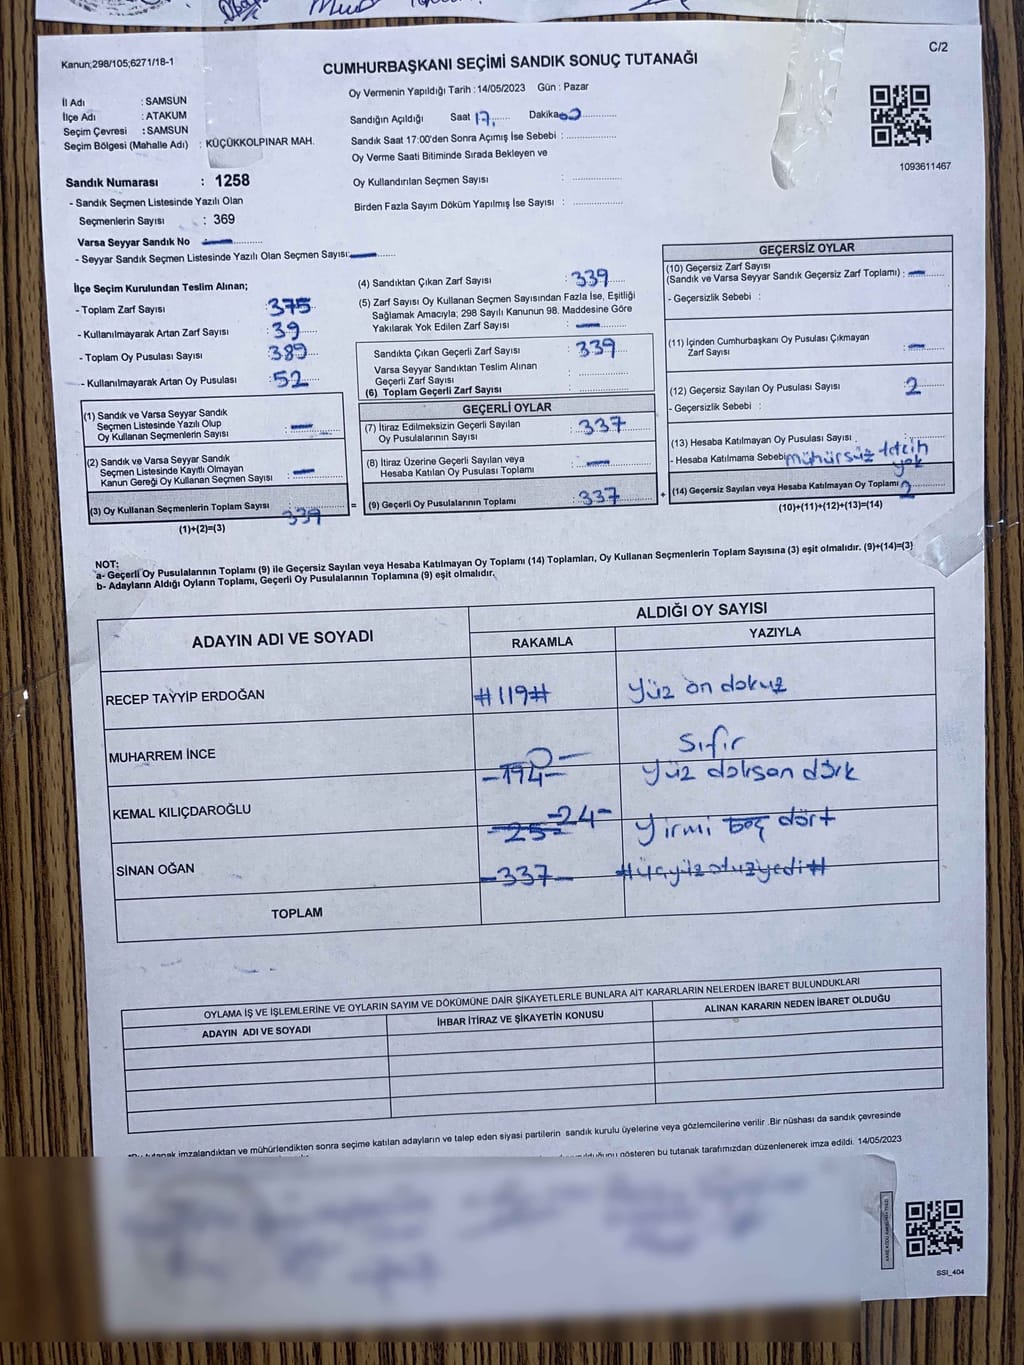 Kanun;298/105;6271/18-1
C/2
CUMHURBAŞKANI SEÇİMİ SANDIK SONUÇ TUTANAĞI
Oy Vermenin Yapıldığı Tarih : 14/05/2023 Gün : Pazar
İl Adı : SAMSUN
İlçe Adı : ATAKUM
Seçim Çevresi : SAMSUN
Seçim Bölgesi (Mahalle Adı) : KÜÇÜKKOLPINAR MAH.
Sandığın Açıldığı Saat 17, Dakika 00
Sandık Saat 17:00'den Sonra Açımış İse Sebebi :
Oy Verme Saati Bitiminde Sırada Bekleyen ve
Oy Kullandırılan Seçmen Sayısı :
Birden Fazla Sayım Döküm Yapılmış İse Sayısı :
1093611467
Sandık Numarası : 1258
- Sandık Seçmen Listesinde Yazılı Olan
Seçmenlerin Sayısı : 369
Varsa Seyyar Sandık No —
- Seyyar Sandık Seçmen Listesinde Yazılı Olan Seçmen Sayısı: —
İlçe Seçim Kurulundan Teslim Alınan;
- Toplam Zarf Sayısı : 375
- Kullanılmayarak Artan Zarf Sayısı : 39
- Toplam Oy Pusulası Sayısı : 389
- Kullanılmayarak Artan Oy Pusulası : 52
(1) Sandık ve Varsa Seyyar Sandık
Seçmen Listesinde Yazılı Olup
Oy Kullanan Seçmenlerin Sayısı : —
(2) Sandık ve Varsa Seyyar Sandık
Seçmen Listesinde Kayıtlı Olmayan
Kanun Gereği Oy Kullanan Seçmen Sayısı : —
(3) Oy Kullanan Seçmenlerin Toplam Sayısı : 339
(1)+(2)=(3)
(4) Sandıktan Çıkan Zarf Sayısı : 339
(5) Zarf Sayısı Oy Kullanan Seçmen Sayısından Fazla İse, Eşitliği
Sağlamak Amacıyla; 298 Sayılı Kanunun 98. Maddesine Göre
Yakılarak Yok Edilen Zarf Sayısı : —
Sandıkta Çıkan Geçerli Zarf Sayısı : 339
Varsa Seyyar Sandıktan Teslim Alınan
Geçerli Zarf Sayısı :
(6) Toplam Geçerli Zarf Sayısı :
GEÇERLİ OYLAR
(7) İtiraz Edilmeksizin Geçerli Sayılan
Oy Pusulalarının Sayısı : 337
(8) İtiraz Üzerine Geçerli Sayılan veya
Hesaba Katılan Oy Pusulası Toplamı : —
= (9) Geçerli Oy Pusulalarının Toplamı : 337 +
GEÇERSİZ OYLAR
(10) Geçersiz Zarf Sayısı
(Sandık ve Varsa Seyyar Sandık Geçersiz Zarf Toplamı) : —
- Geçersizlik Sebebi :
(11) İçinden Cumhurbaşkanı Oy Pusulası Çıkmayan
Zarf Sayısı : —
(12) Geçersiz Sayılan Oy Pusulası Sayısı : 2
- Geçersizlik Sebebi :
(13) Hesaba Katılmayan Oy Pusulası Sayısı :
- Hesaba Katılmama Sebebi mühürsüz tercih
yok
(14) Geçersiz Sayılan veya Hesaba Katılmayan Oy Toplamı 2
(10)+(11)+(12)+(13)=(14)
NOT:
a- Geçerli Oy Pusulalarının Toplamı (9) ile Geçersiz Sayılan veya Hesaba Katılmayan Oy Toplamı (14) Toplamları, Oy Kullanan Seçmenlerin Toplam Sayısına (3) eşit olmalıdır. (9)+(14)=(3)
b- Adayların Aldığı Oyların Toplamı, Geçerli Oy Pusulalarının Toplamına (9) eşit olmalıdır.
ADAYIN ADI VE SOYADI
ALDIĞI OY SAYISI
RAKAMLA YAZIYLA
RECEP TAYYİP ERDOĞAN #119# Yüz on dokuz
MUHARREM İNCE 0 — Sıfır
KEMAL KILIÇDAROĞLU -194- Yüz doksan dört
SİNAN OĞAN -25- -24- Yirmi beş dört
TOPLAM -337- #üçyüzotuzyedi#
OYLAMA İŞ VE İŞLEMLERİNE VE OYLARIN SAYIM VE DÖKÜMÜNE DAİR ŞİKAYETLERLE BUNLARA AİT KARARLARIN NELERDEN İBARET BULUNDUKLARI
ADAYIN ADI VE SOYADI İHBAR İTİRAZ VE ŞİKAYETİN KONUSU ALINAN KARARIN NEDEN İBARET OLDUĞU
tutanak imzalandıktan ve mühürlendikten sonra seçime katılan adayların ve talep eden siyasi partilerin sandık kurulu üyelerine veya gözlemcilerine verilir .Bir nüshası da sandık çevresinde
gösteren bu tutanak tarafımızdan düzenlenerek imza edildi. 14/05/2023
SSI_404